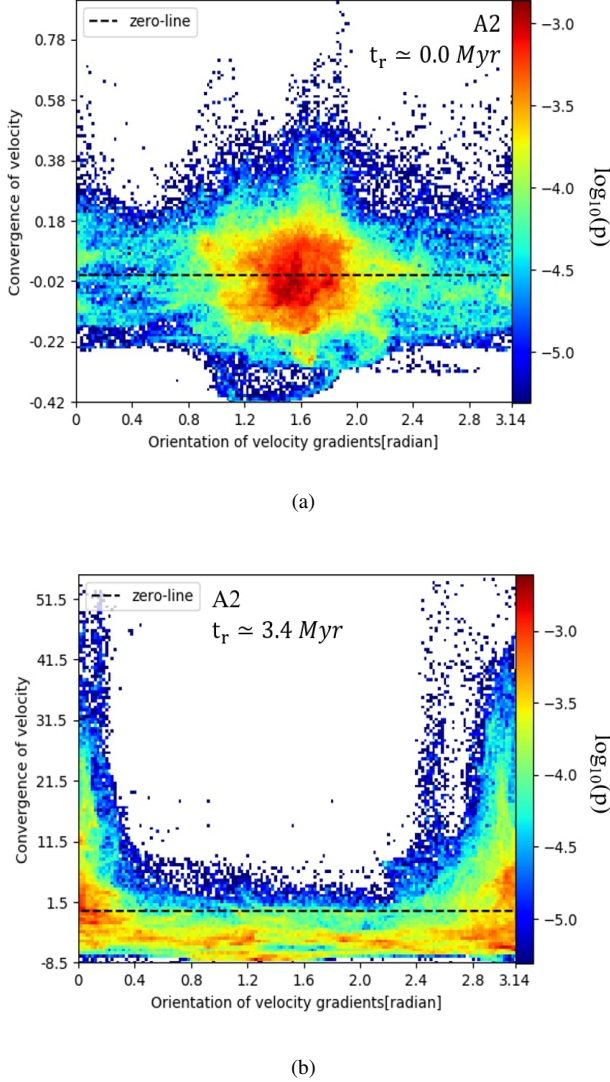 zero-line
A2
t_r ≃ 0.0 Myr
Convergence of velocity
0.78
0.58
0.38
0.18
-0.02
-0.22
-0.42
0 0.4 0.8 1.2 1.6 2.0 2.4 2.8 3.14
Orientation of velocity gradients[radian]
−3.0
−3.5
−4.0
−4.5
−5.0
log10(p)
(a)
zero-line
A2
t_r ≃ 3.4 Myr
Convergence of velocity
51.5
41.5
31.5
21.5
11.5
1.5
-8.5
0 0.4 0.8 1.2 1.6 2.0 2.4 2.8 3.14
Orientation of velocity gradients[radian]
−3.0
−3.5
−4.0
−4.5
−5.0
log10(p)
(b)